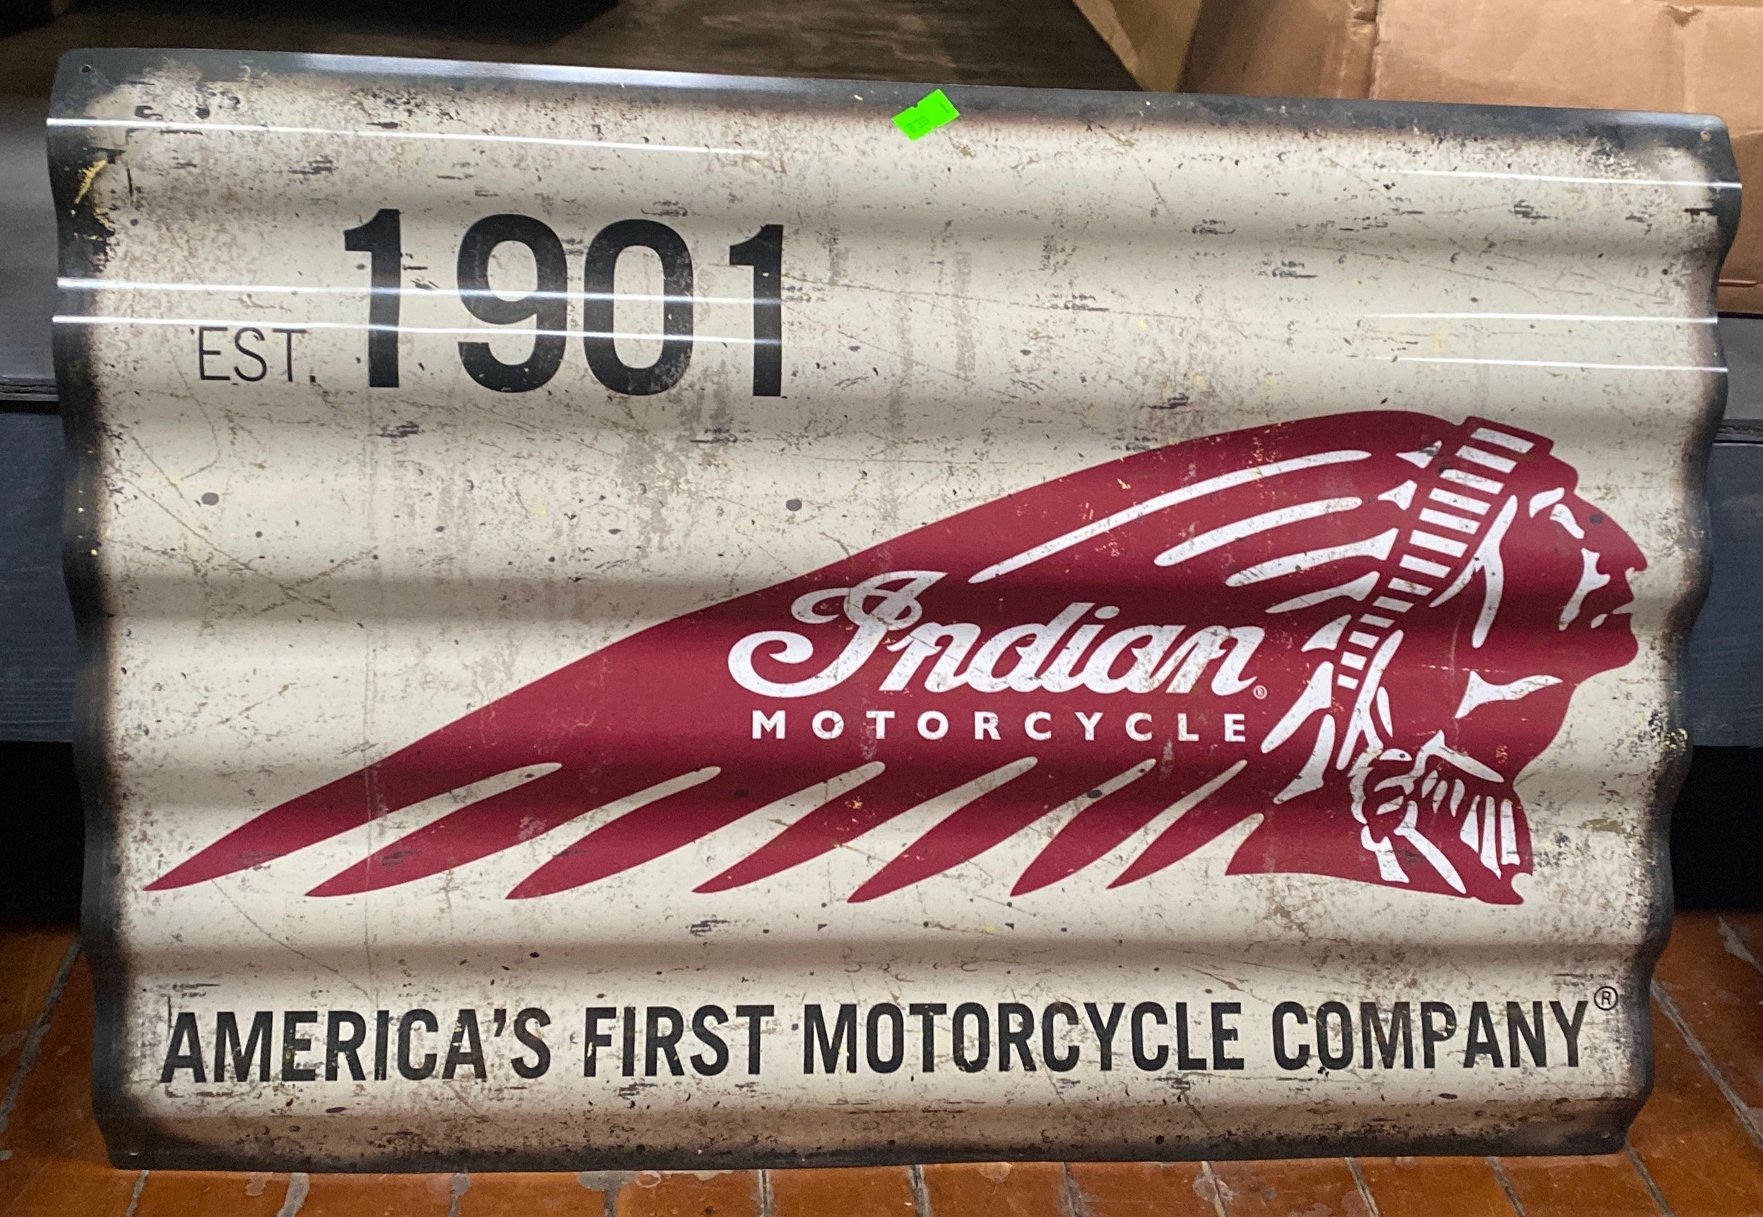 EST. 1901
Indian®
MOTORCYCLE
AMERICA'S FIRST MOTORCYCLE COMPANY®